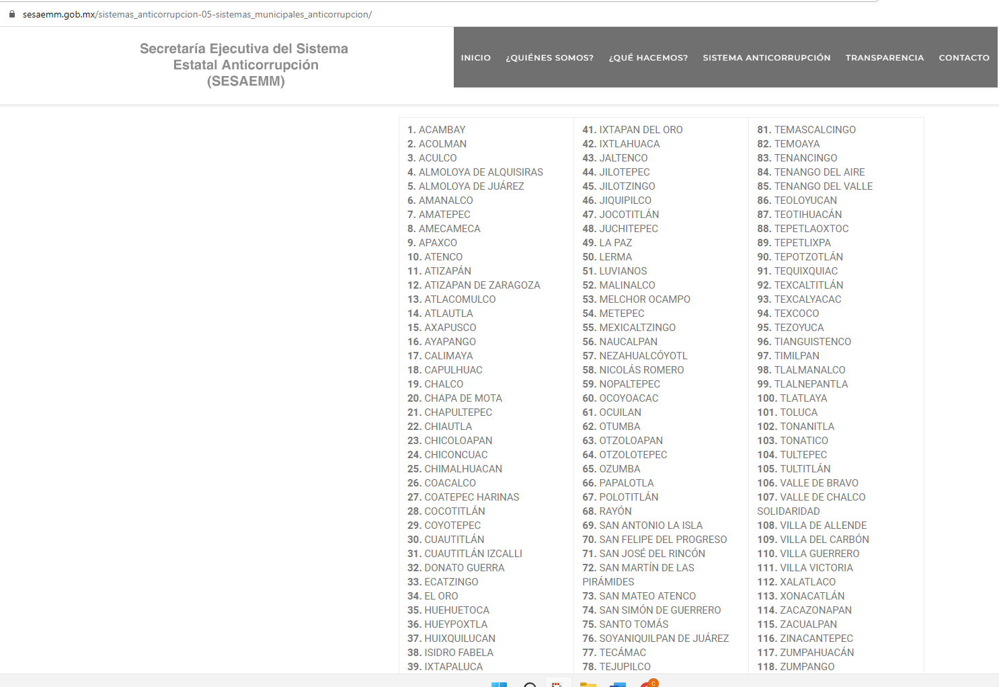 sesaemm.gob.mx/sistemas_anticorrupcion-05-sistemas_municipales_anticorrupcion/
Secretaría Ejecutiva del Sistema
Estatal Anticorrupción
(SESAEMM)
INICIO ¿QUIÉNES SOMOS? ¿QUÉ HACEMOS? SISTEMA ANTICORRUPCIÓN TRANSPARENCIA CONTACTO
1. ACAMBAY
2. ACOLMAN
3. ACULCO
4. ALMOLOYA DE ALQUISIRAS
5. ALMOLOYA DE JUÁREZ
6. AMANALCO
7. AMATEPEC
8. AMECAMECA
9. APAXCO
10. ATENCO
11. ATIZAPÁN
12. ATIZAPAN DE ZARAGOZA
13. ATLACOMULCO
14. ATLAUTLA
15. AXAPUSCO
16. AYAPANGO
17. CALIMAYA
18. CAPULHUAC
19. CHALCO
20. CHAPA DE MOTA
21. CHAPULTEPEC
22. CHIAUTLA
23. CHICOLOAPAN
24. CHICONCUAC
25. CHIMALHUACAN
26. COACALCO
27. COATEPEC HARINAS
28. COCOTITLÁN
29. COYOTEPEC
30. CUAUTITLÁN
31. CUAUTITLÁN IZCALLI
32. DONATO GUERRA
33. ECATZINGO
34. EL ORO
35. HUEHUETOCA
36. HUEYPOXTLA
37. HUIXQUILUCAN
38. ISIDRO FABELA
39. IXTAPALUCA
41. IXTAPAN DEL ORO
42. IXTLAHUACA
43. JALTENCO
44. JILOTEPEC
45. JILOTZINGO
46. JIQUIPILCO
47. JOCOTITLÁN
48. JUCHITEPEC
49. LA PAZ
50. LERMA
51. LUVIANOS
52. MALINALCO
53. MELCHOR OCAMPO
54. METEPEC
55. MEXICALTZINGO
56. NAUCALPAN
57. NEZAHUALCÓYOTL
58. NICOLÁS ROMERO
59. NOPALTEPEC
60. OCOYOACAC
61. OCUILAN
62. OTUMBA
63. OTZOLOAPAN
64. OTZOLOTEPEC
65. OZUMBA
66. PAPALOTLA
67. POLOTITLÁN
68. RAYÓN
69. SAN ANTONIO LA ISLA
70. SAN FELIPE DEL PROGRESO
71. SAN JOSÉ DEL RINCÓN
72. SAN MARTÍN DE LAS
PIRÁMIDES
73. SAN MATEO ATENCO
74. SAN SIMÓN DE GUERRERO
75. SANTO TOMÁS
76. SOYANIQUILPAN DE JUÁREZ
77. TECÁMAC
78. TEJUPILCO
81. TEMASCALCINGO
82. TEMOAYA
83. TENANCINGO
84. TENANGO DEL AIRE
85. TENANGO DEL VALLE
86. TEOLOYUCAN
87. TEOTIHUACÁN
88. TEPETLAOXTOC
89. TEPETLIXPA
90. TEPOTZOTLÁN
91. TEQUIXQUIAC
92. TEXCALTITLÁN
93. TEXCALYACAC
94. TEXCOCO
95. TEZOYUCA
96. TIANGUISTENCO
97. TIMILPAN
98. TLALMANALCO
99. TLALNEPANTLA
100. TLATLAYA
101. TOLUCA
102. TONANITLA
103. TONATICO
104. TULTEPEC
105. TULTITLÁN
106. VALLE DE BRAVO
107. VALLE DE CHALCO
SOLIDARIDAD
108. VILLA DE ALLENDE
109. VILLA DEL CARBÓN
110. VILLA GUERRERO
111. VILLA VICTORIA
112. XALATLACO
113. XONACATLÁN
114. ZACAZONAPAN
115. ZACUALPAN
116. ZINACANTEPEC
117. ZUMPAHUACÁN
118. ZUMPANGO